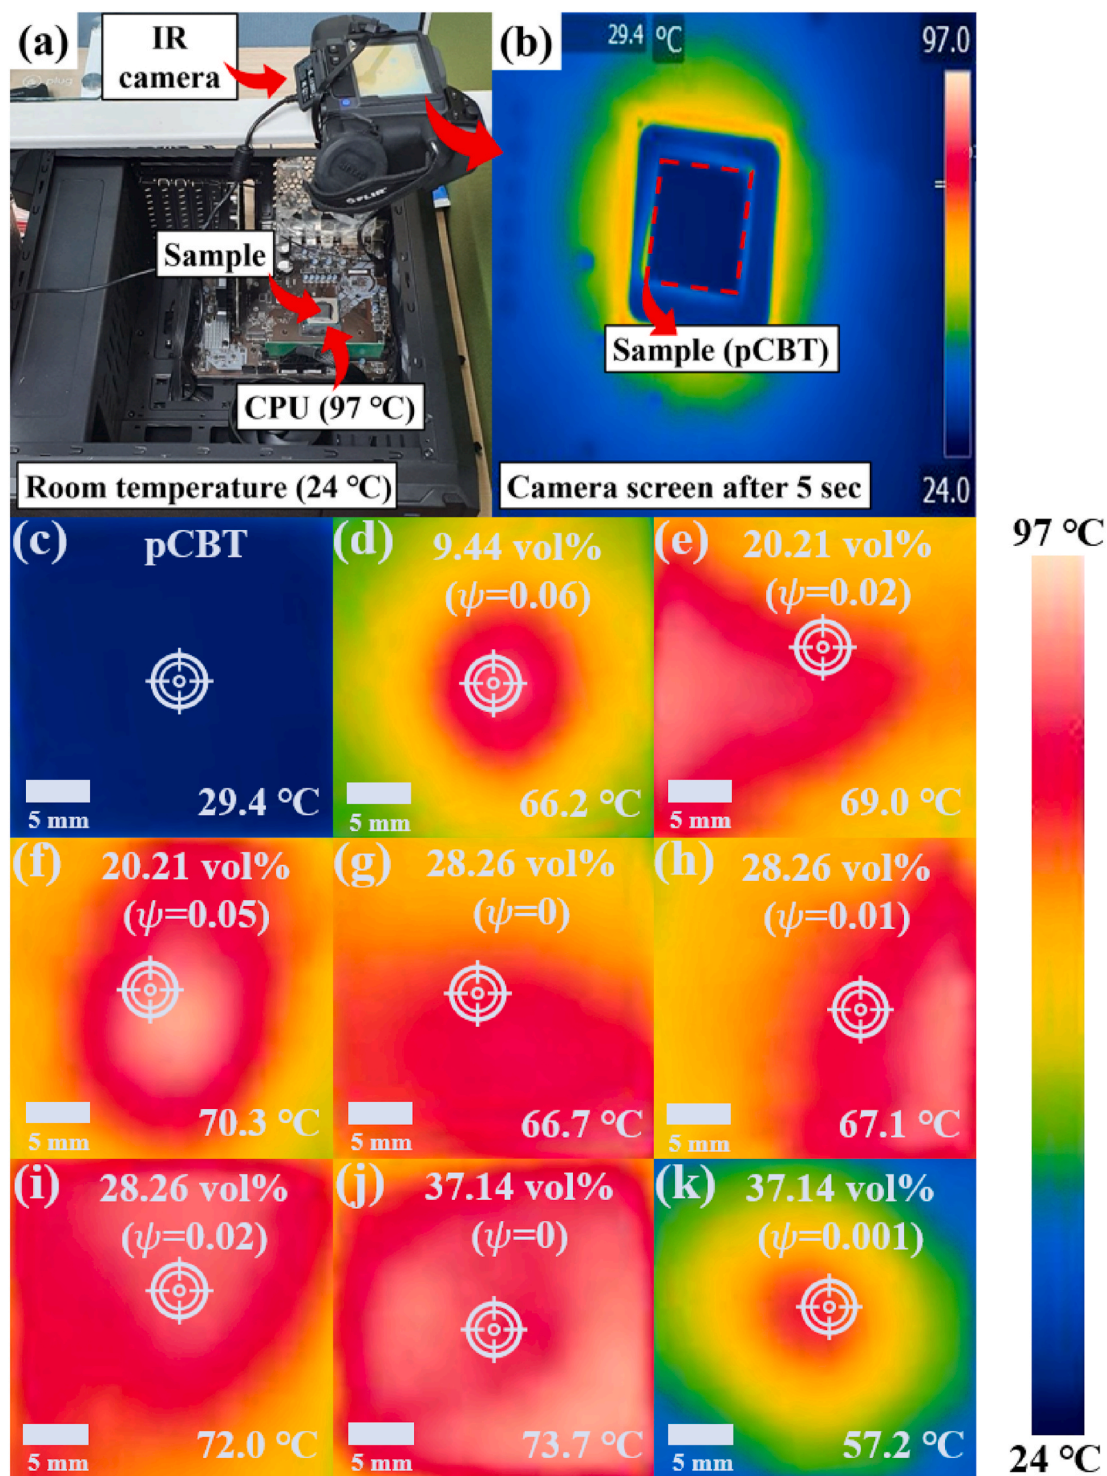 (a)
IR
camera
plug
FLIR
Sample
CPU (97 °C)
Room temperature (24 °C)
(b)
29.4 °C
97.0
Sample (pCBT)
Camera screen after 5 sec
24.0
(c) pCBT
5 mm
29.4 °C
(d) 9.44 vol%
(ψ=0.06)
5 mm
66.2 °C
(e) 20.21 vol%
(ψ=0.02)
5 mm
69.0 °C
(f) 20.21 vol%
(ψ=0.05)
5 mm
70.3 °C
(g) 28.26 vol%
(ψ=0)
5 mm
66.7 °C
(h) 28.26 vol%
(ψ=0.01)
5 mm
67.1 °C
(i) 28.26 vol%
(ψ=0.02)
5 mm
72.0 °C
(j) 37.14 vol%
(ψ=0)
5 mm
73.7 °C
(k) 37.14 vol%
(ψ=0.001)
5 mm
57.2 °C
97 °C
24 °C